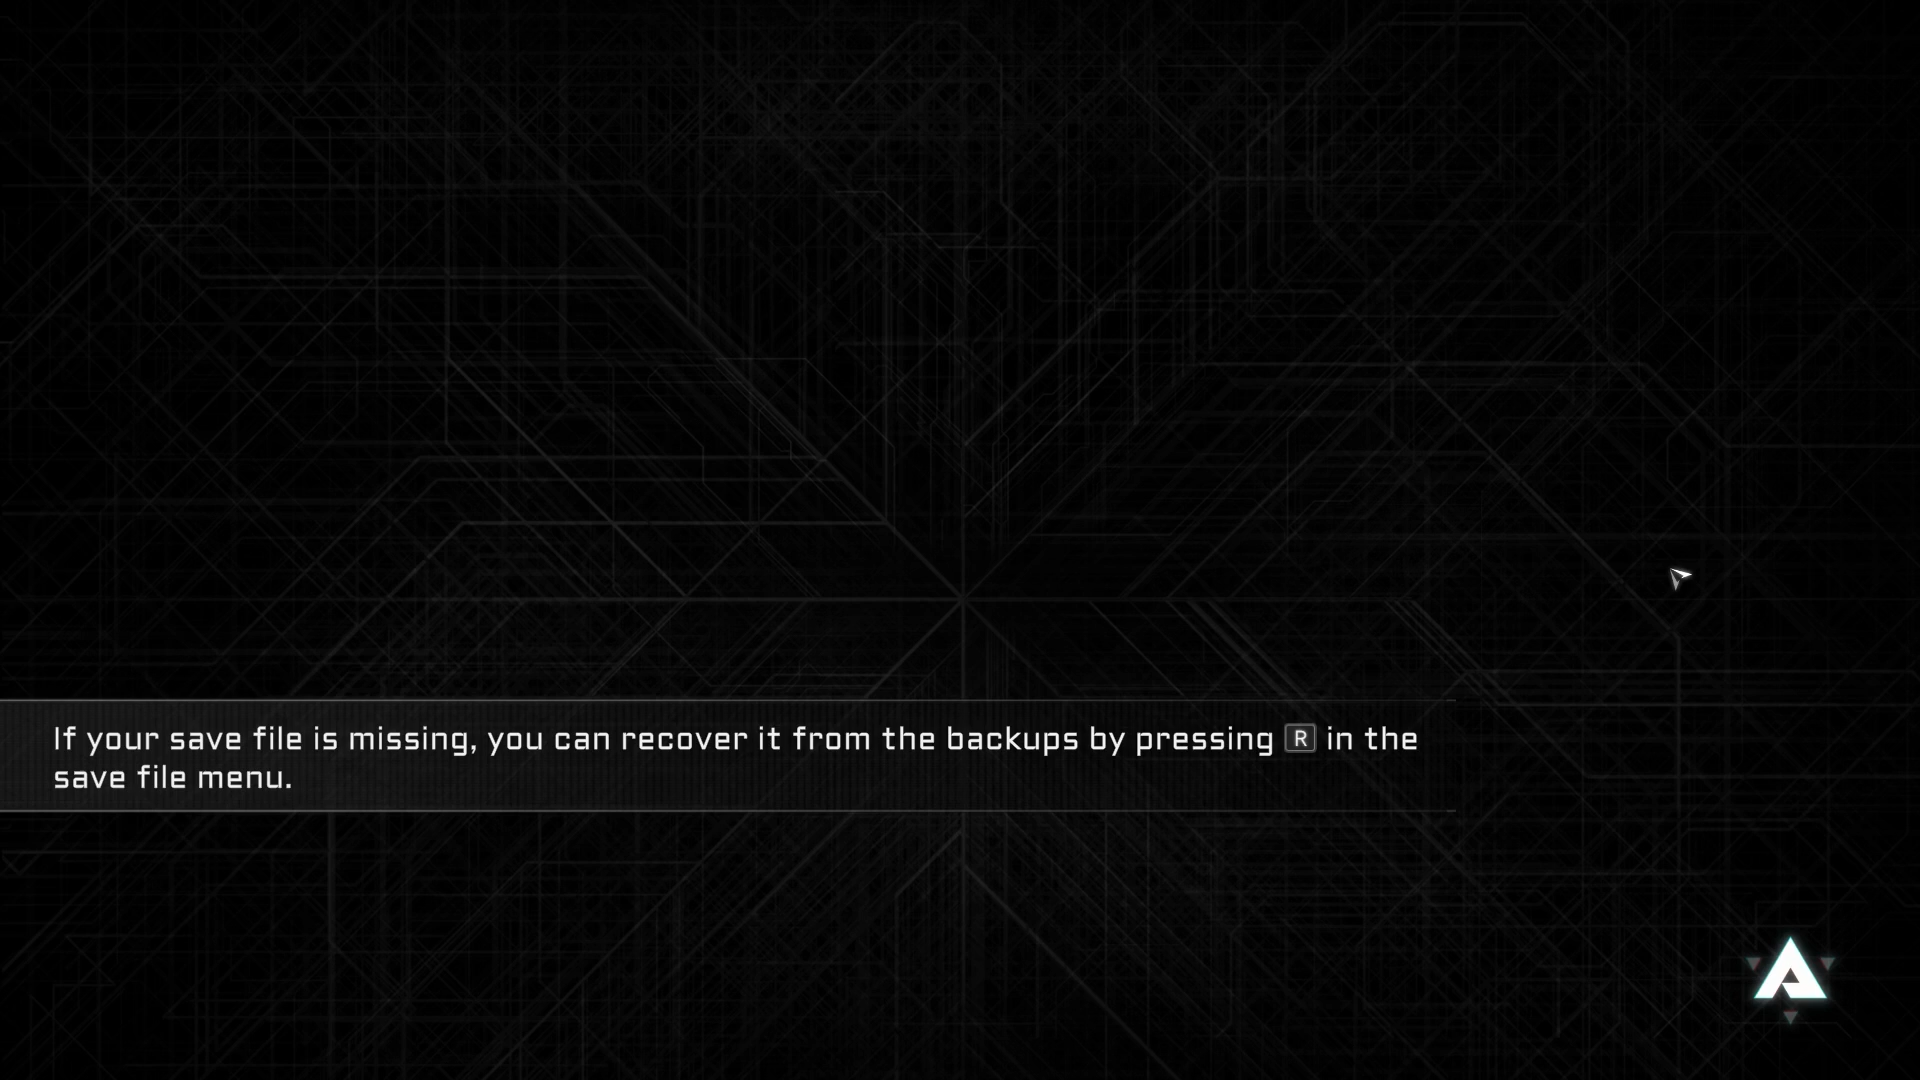 If your save file is missing, you can recover it from the backups by pressing R in the
save file menu.